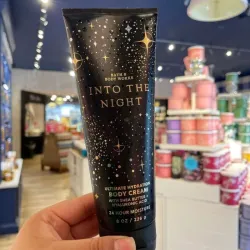 BATH &
BODY WORKS
INTO THE
NIGHT
ULTIMATE HYDRATION
BODY CREAM
WITH SHEA BUTTER +
HYALURONIC ACID
24 HOUR MOISTURE
8 OZ / 226 g